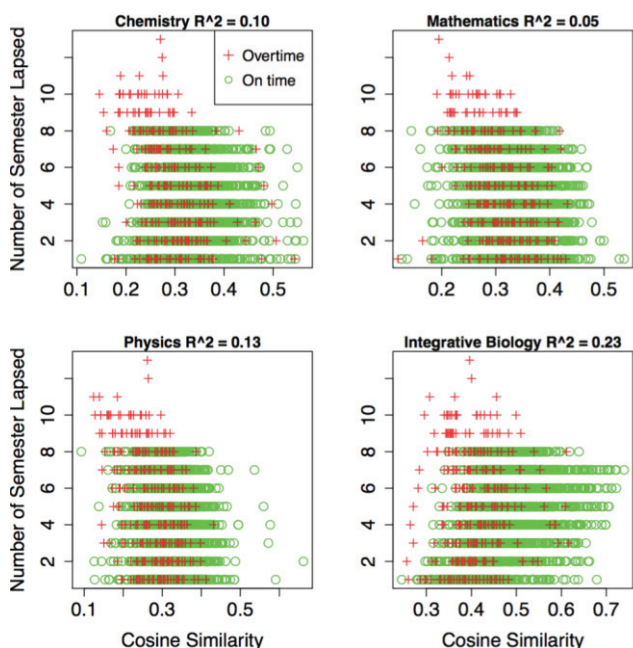 Chemistry R^2 = 0.10
Number of Semester Lapsed
2 4 6 8 10
Overtime
On time
0.1 0.2 0.3 0.4 0.5
Mathematics R^2 = 0.05
2 4 6 8 10
0.2 0.3 0.4 0.5
Physics R^2 = 0.13
Number of Semester Lapsed
2 4 6 8 10
0.1 0.3 0.5
Cosine Similarity
Integrative Biology R^2 = 0.23
2 4 6 8 10
0.3 0.4 0.5 0.6 0.7
Cosine Similarity